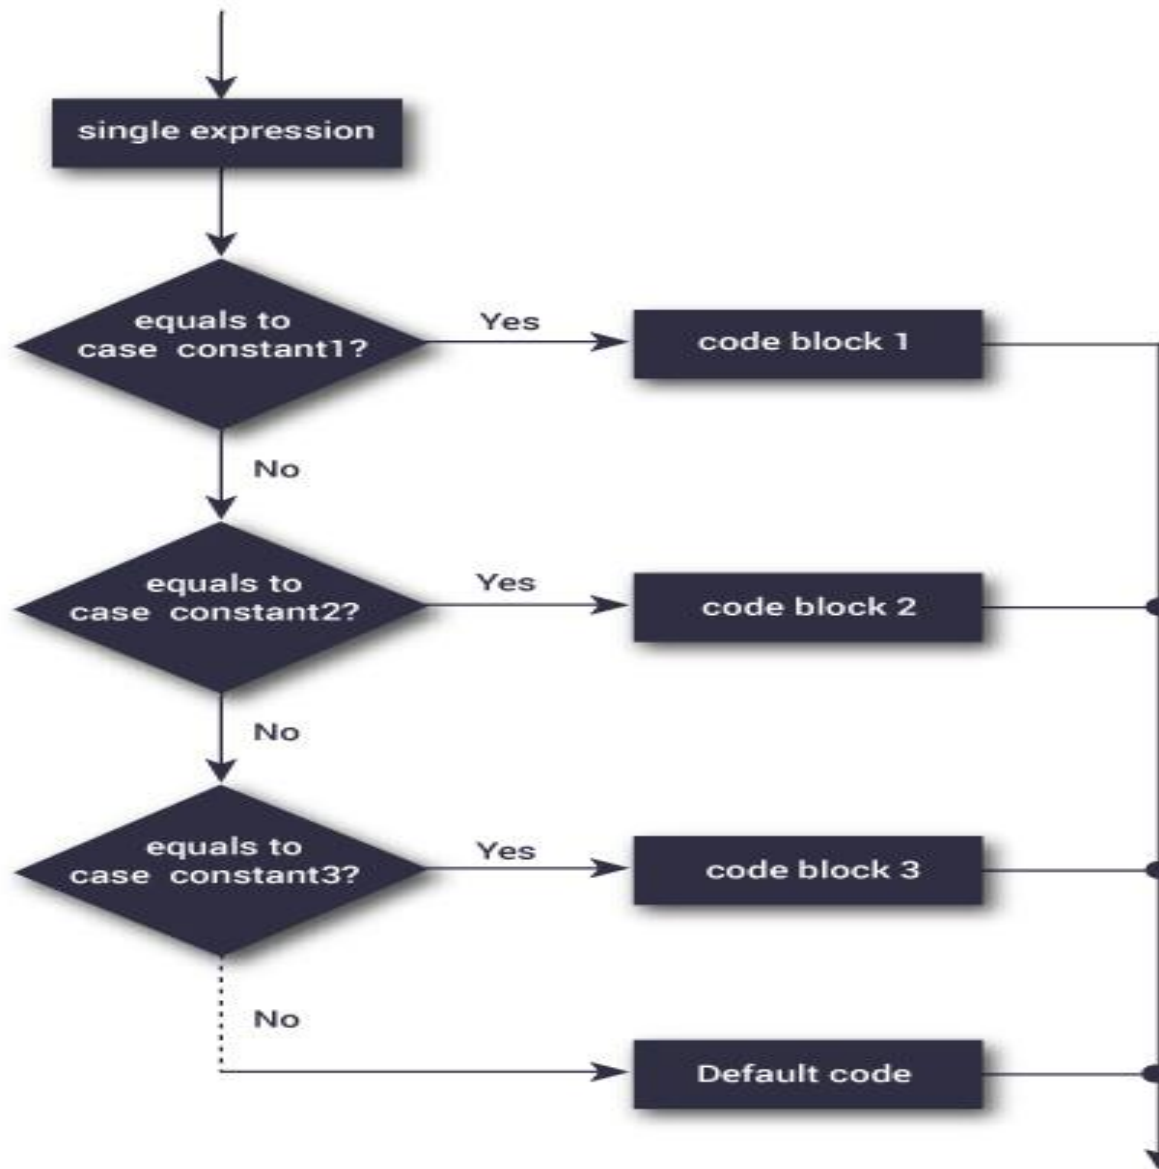 single expression
equals to
case constant1?
Yes
code block 1
No
equals to
case constant2?
Yes
code block 2
No
equals to
case constant3?
Yes
code block 3
No
Default code